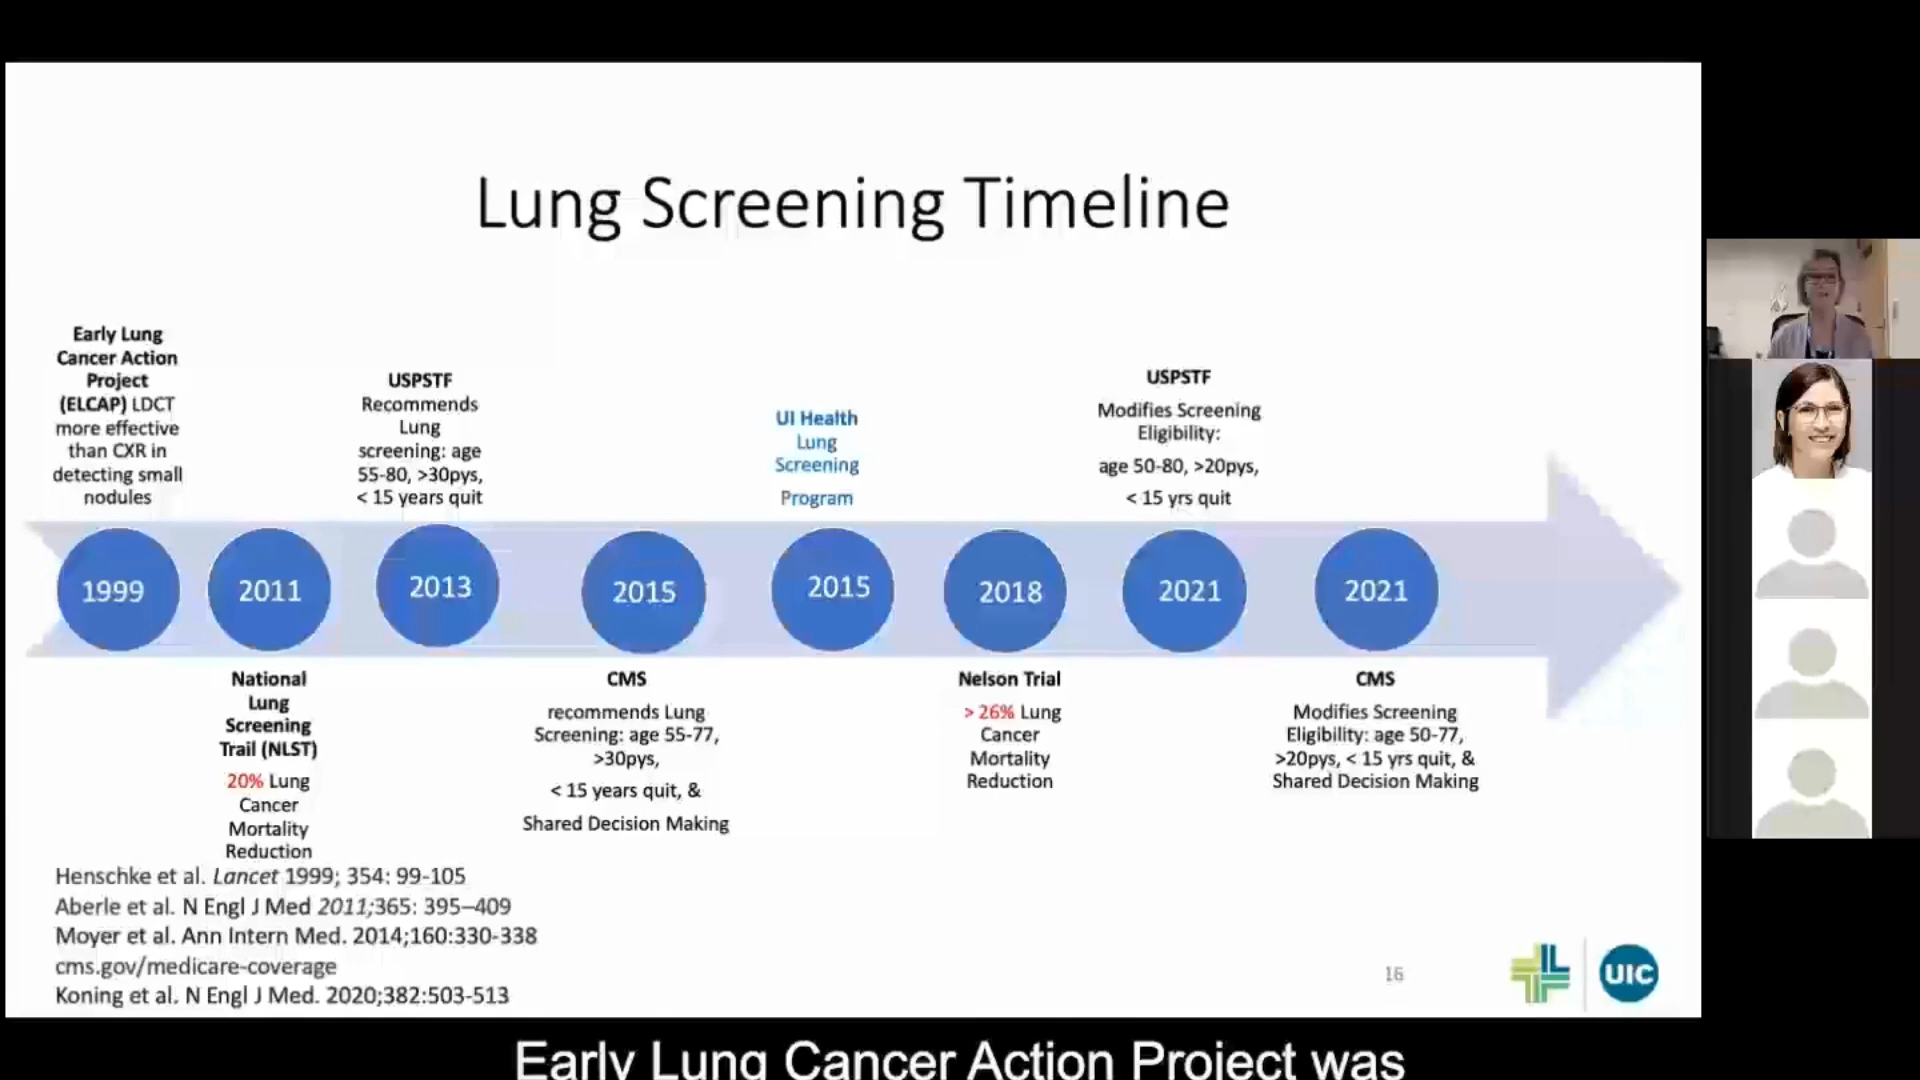 Lung Screening Timeline
Early Lung
Cancer Action
Project
(ELCAP) LDCT
more effective
than CXR in
detecting small
nodules
USPSTF
Recommends
Lung
screening: age
55-80, >30pys,
< 15 years quit
UI Health
Lung
Screening
Program
USPSTF
Modifies Screening
Eligibility:
age 50-80, >20pys,
< 15 yrs quit
1999
2011
2013
2015
2015
2018
2021
2021
National
Lung
Screening
Trail (NLST)
20% Lung
Cancer
Mortality
Reduction
CMS
recommends Lung
Screening: age 55-77,
>30pys,
< 15 years quit, &
Shared Decision Making
Nelson Trial
> 26% Lung
Cancer
Mortality
Reduction
CMS
Modifies Screening
Eligibility: age 50-77,
>20pys, < 15 yrs quit, &
Shared Decision Making
Henschke et al. Lancet 1999; 354: 99-105
Aberle et al. N Engl J Med 2011;365: 395–409
Moyer et al. Ann Intern Med. 2014;160:330-338
cms.gov/medicare-coverage
Koning et al. N Engl J Med. 2020;382:503-513
16
UIC
Early Lung Cancer Action Project was